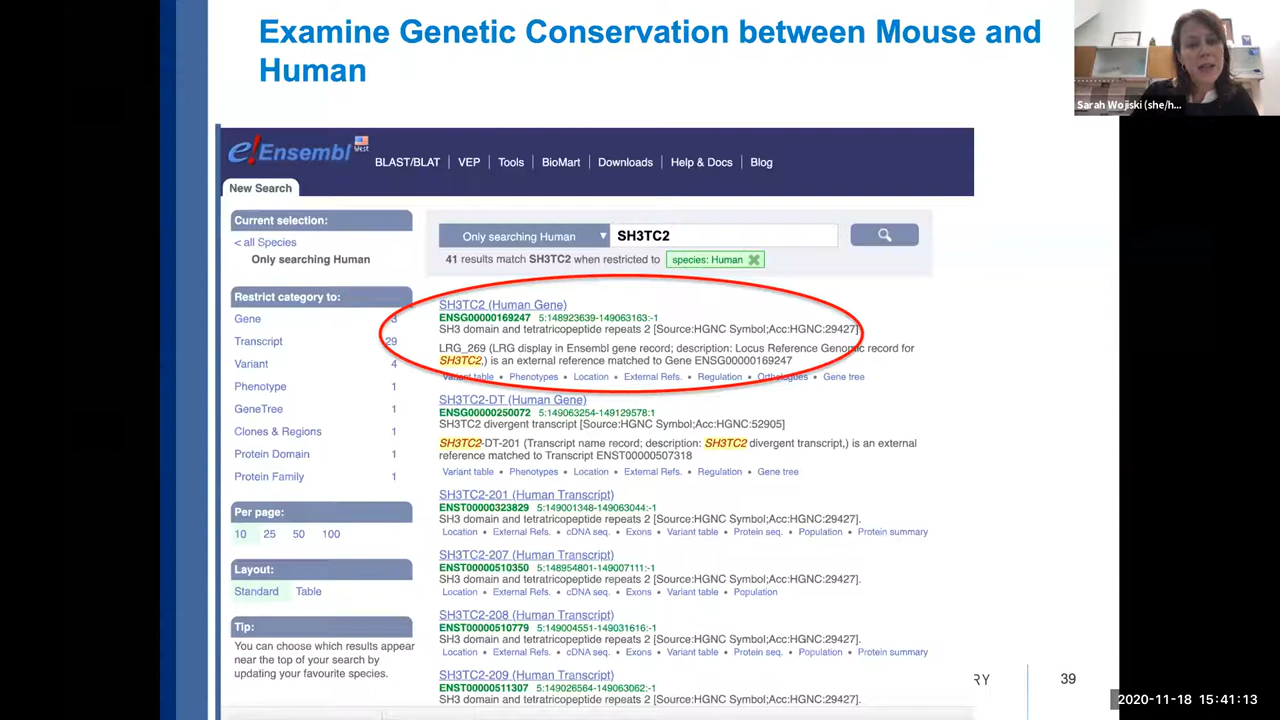 Examine Genetic Conservation between Mouse and
Human
Sarah Wojiski (she/h...
e!Ensembl West
BLAST/BLAT | VEP | Tools | BioMart | Downloads | Help & Docs | Blog
New Search
Current selection:
< all Species
Only searching Human
Restrict category to:
Gene 3
Transcript 29
Variant 4
Phenotype 1
GeneTree 1
Clones & Regions 1
Protein Domain 1
Protein Family 1
Per page:
10 25 50 100
Layout:
Standard Table
Tip:
You can choose which results appear
near the top of your search by
updating your favourite species.
Only searching Human ▼ SH3TC2
41 results match SH3TC2 when restricted to species: Human
SH3TC2 (Human Gene)
ENSG00000169247 5:148923639-149063163:-1
SH3 domain and tetratricopeptide repeats 2 [Source:HGNC Symbol;Acc:HGNC:29427]
LRG_269 (LRG display in Ensembl gene record; description: Locus Reference Genomic record for
SH3TC2,) is an external reference matched to Gene ENSG00000169247
Variant table • Phenotypes • Location • External Refs. • Regulation • Orthologues • Gene tree
SH3TC2-DT (Human Gene)
ENSG00000250072 5:149063254-149129578:1
SH3TC2 divergent transcript [Source:HGNC Symbol;Acc:HGNC:52905]
SH3TC2-DT-201 (Transcript name record; description: SH3TC2 divergent transcript,) is an external
reference matched to Transcript ENST00000507318
Variant table • Phenotypes • Location • External Refs. • Regulation • Gene tree
SH3TC2-201 (Human Transcript)
ENST00000323829 5:149001348-149063044:-1
SH3 domain and tetratricopeptide repeats 2 [Source:HGNC Symbol;Acc:HGNC:29427].
Location • External Refs. • cDNA seq. • Exons • Variant table • Protein seq. • Population • Protein summary
SH3TC2-207 (Human Transcript)
ENST00000510350 5:148954801-149007111:-1
SH3 domain and tetratricopeptide repeats 2 [Source:HGNC Symbol;Acc:HGNC:29427].
Location • External Refs. • cDNA seq. • Exons • Variant table • Population
SH3TC2-208 (Human Transcript)
ENST00000510779 5:149004551-149031616:-1
SH3 domain and tetratricopeptide repeats 2 [Source:HGNC Symbol;Acc:HGNC:29427].
Location • External Refs. • cDNA seq. • Exons • Variant table • Protein seq. • Population • Protein summary
SH3TC2-209 (Human Transcript)
ENST00000511307 5:149026564-149063062:-1
SH3 domain and tetratricopeptide repeats 2 [Source:HGNC Symbol;Acc:HGNC:29427].
RY
39
2020-11-18 15:41:13